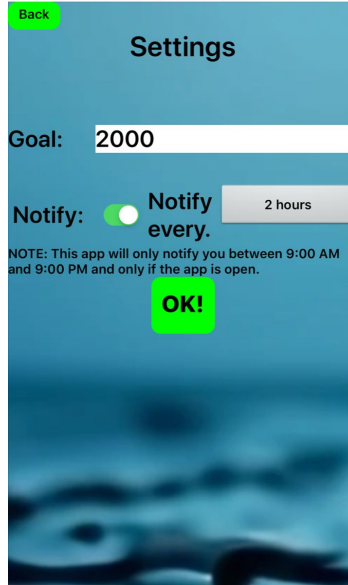 Back
Settings
Goal: 2000
Notify: Notify every. 2 hours
NOTE: This app will only notify you between 9:00 AM
and 9:00 PM and only if the app is open.
OK!